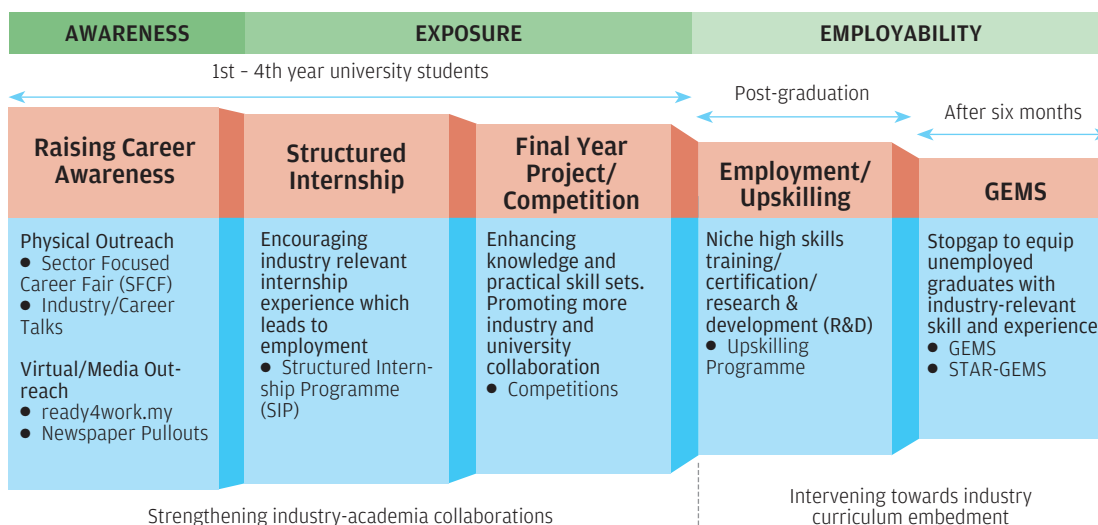 AWARENESS
EXPOSURE
EMPLOYABILITY
1st – 4th year university students
Post-graduation
After six months
Raising Career
Awareness
Structured
Internship
Final Year
Project/
Competition
Employment/
Upskilling
GEMS
Physical Outreach
● Sector Focused
Career Fair (SFCF)
● Industry/Career
Talks
Virtual/Media Out-
reach
● ready4work.my
● Newspaper Pullouts
Encouraging
industry relevant
internship
experience which
leads to
employment
● Structured Intern-
ship Programme
(SIP)
Enhancing
knowledge and
practical skill sets.
Promoting more
industry and
university
collaboration
● Competitions
Niche high skills
training/
certification/
research &
development (R&D)
● Upskilling
Programme
Stopgap to equip
unemployed
graduates with
industry-relevant
skill and experience
● GEMS
● STAR-GEMS
Strengthening industry-academia collaborations
Intervening towards industry
curriculum embedment